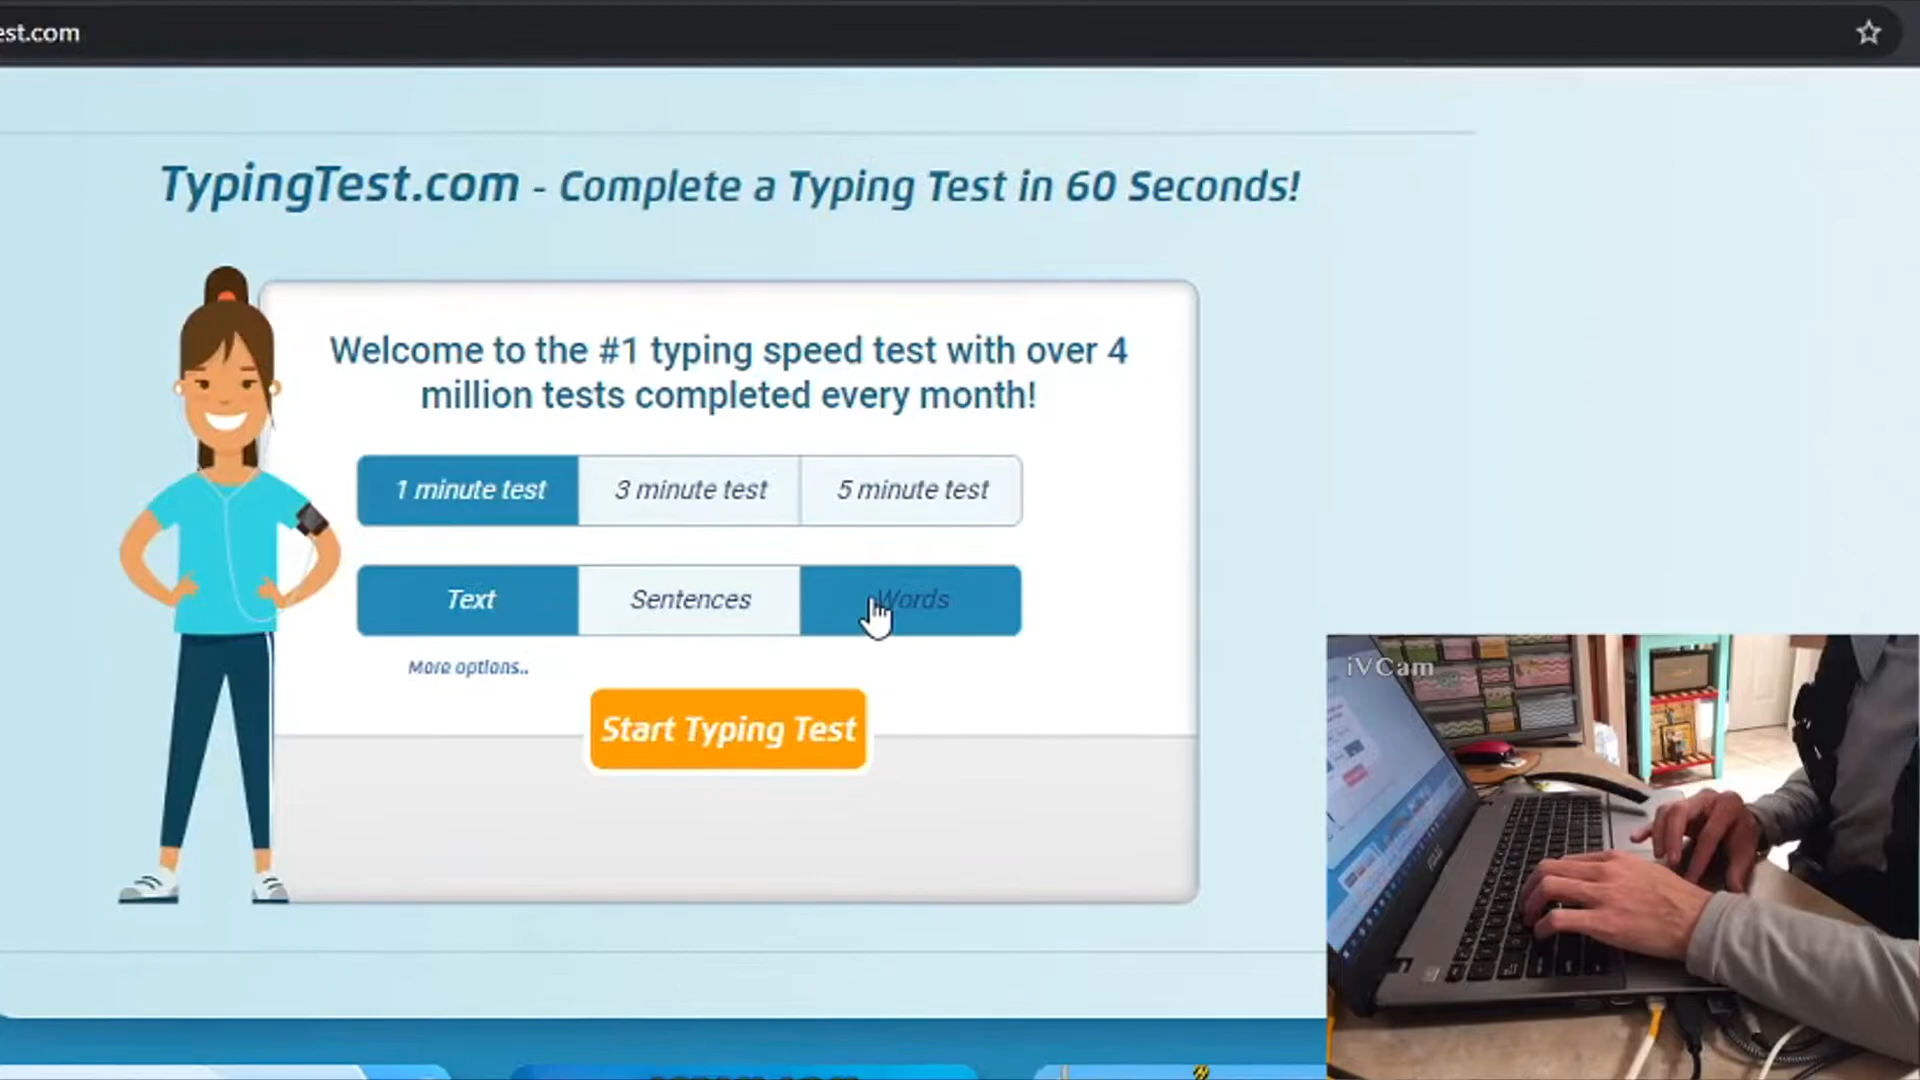 est.com
TypingTest.com - Complete a Typing Test in 60 Seconds!
Welcome to the #1 typing speed test with over 4
million tests completed every month!
1 minute test
3 minute test
5 minute test
Text
Sentences
Words
More options..
Start Typing Test
iVCam